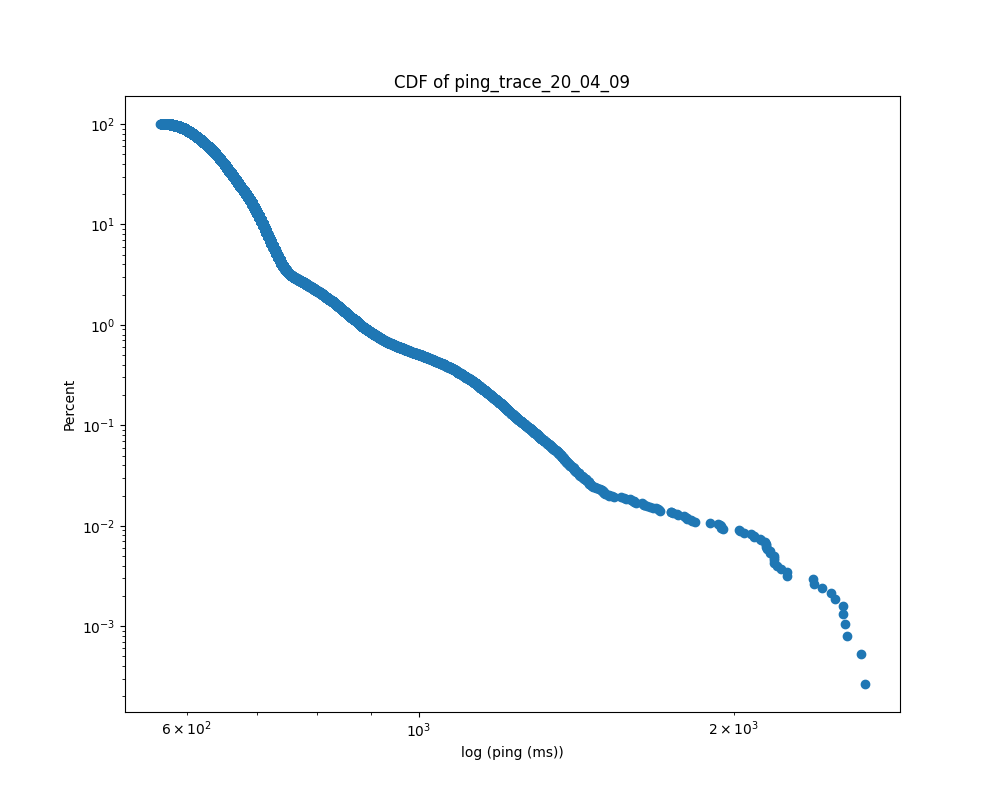 CDF of ping_trace_20_04_09
10²
10¹
10⁰
10⁻¹
10⁻²
10⁻³
Percent
6 × 10²
10³
2 × 10³
log (ping (ms))